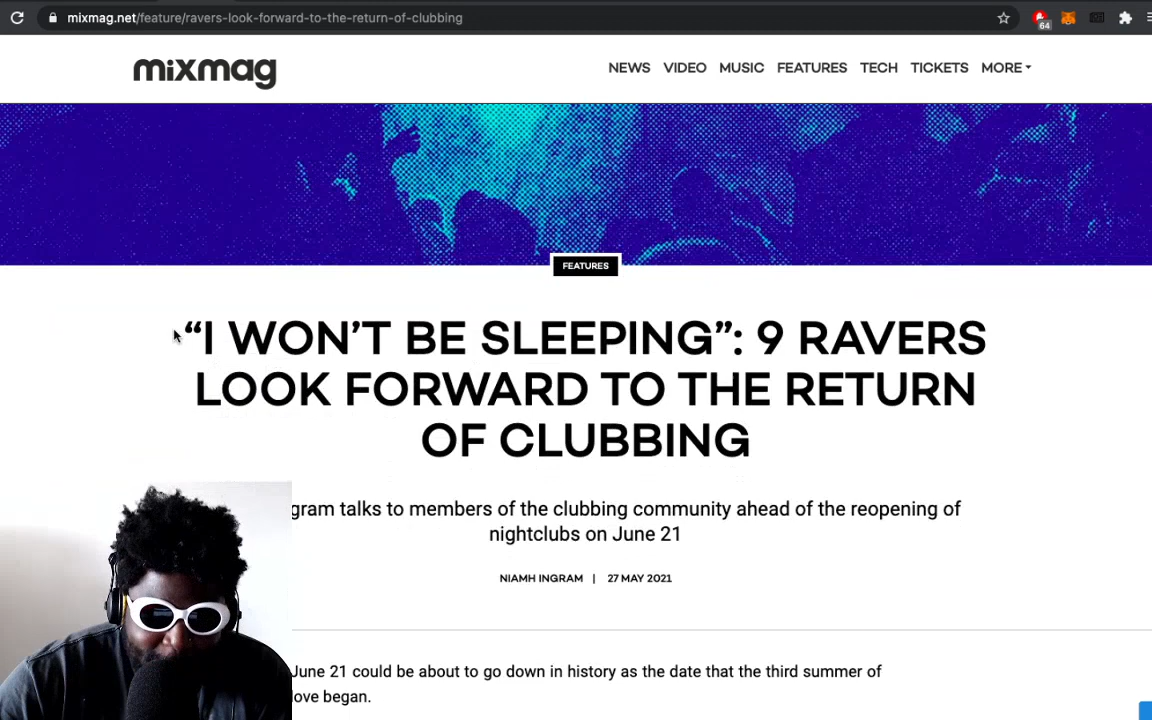 mixmag.net/feature/ravers-look-forward-to-the-return-of-clubbing
64
mixmag
NEWS VIDEO MUSIC FEATURES TECH TICKETS MORE
FEATURES
“I WON’T BE SLEEPING”: 9 RAVERS
LOOK FORWARD TO THE RETURN
OF CLUBBING
gram talks to members of the clubbing community ahead of the reopening of
nightclubs on June 21
NIAMH INGRAM | 27 MAY 2021
June 21 could be about to go down in history as the date that the third summer of
love began.